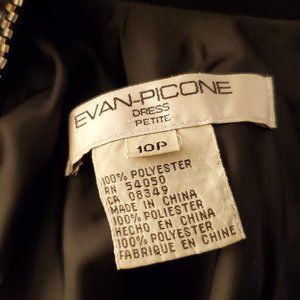 EVAN-PICONE
DRESS
PETITE
10P
100% POLYESTER
RN 54050
CA 08349
MADE IN CHINA
100% POLIESTER
HECHO EN CHINA
100% POLYESTER
FABRIQUE EN CHINE